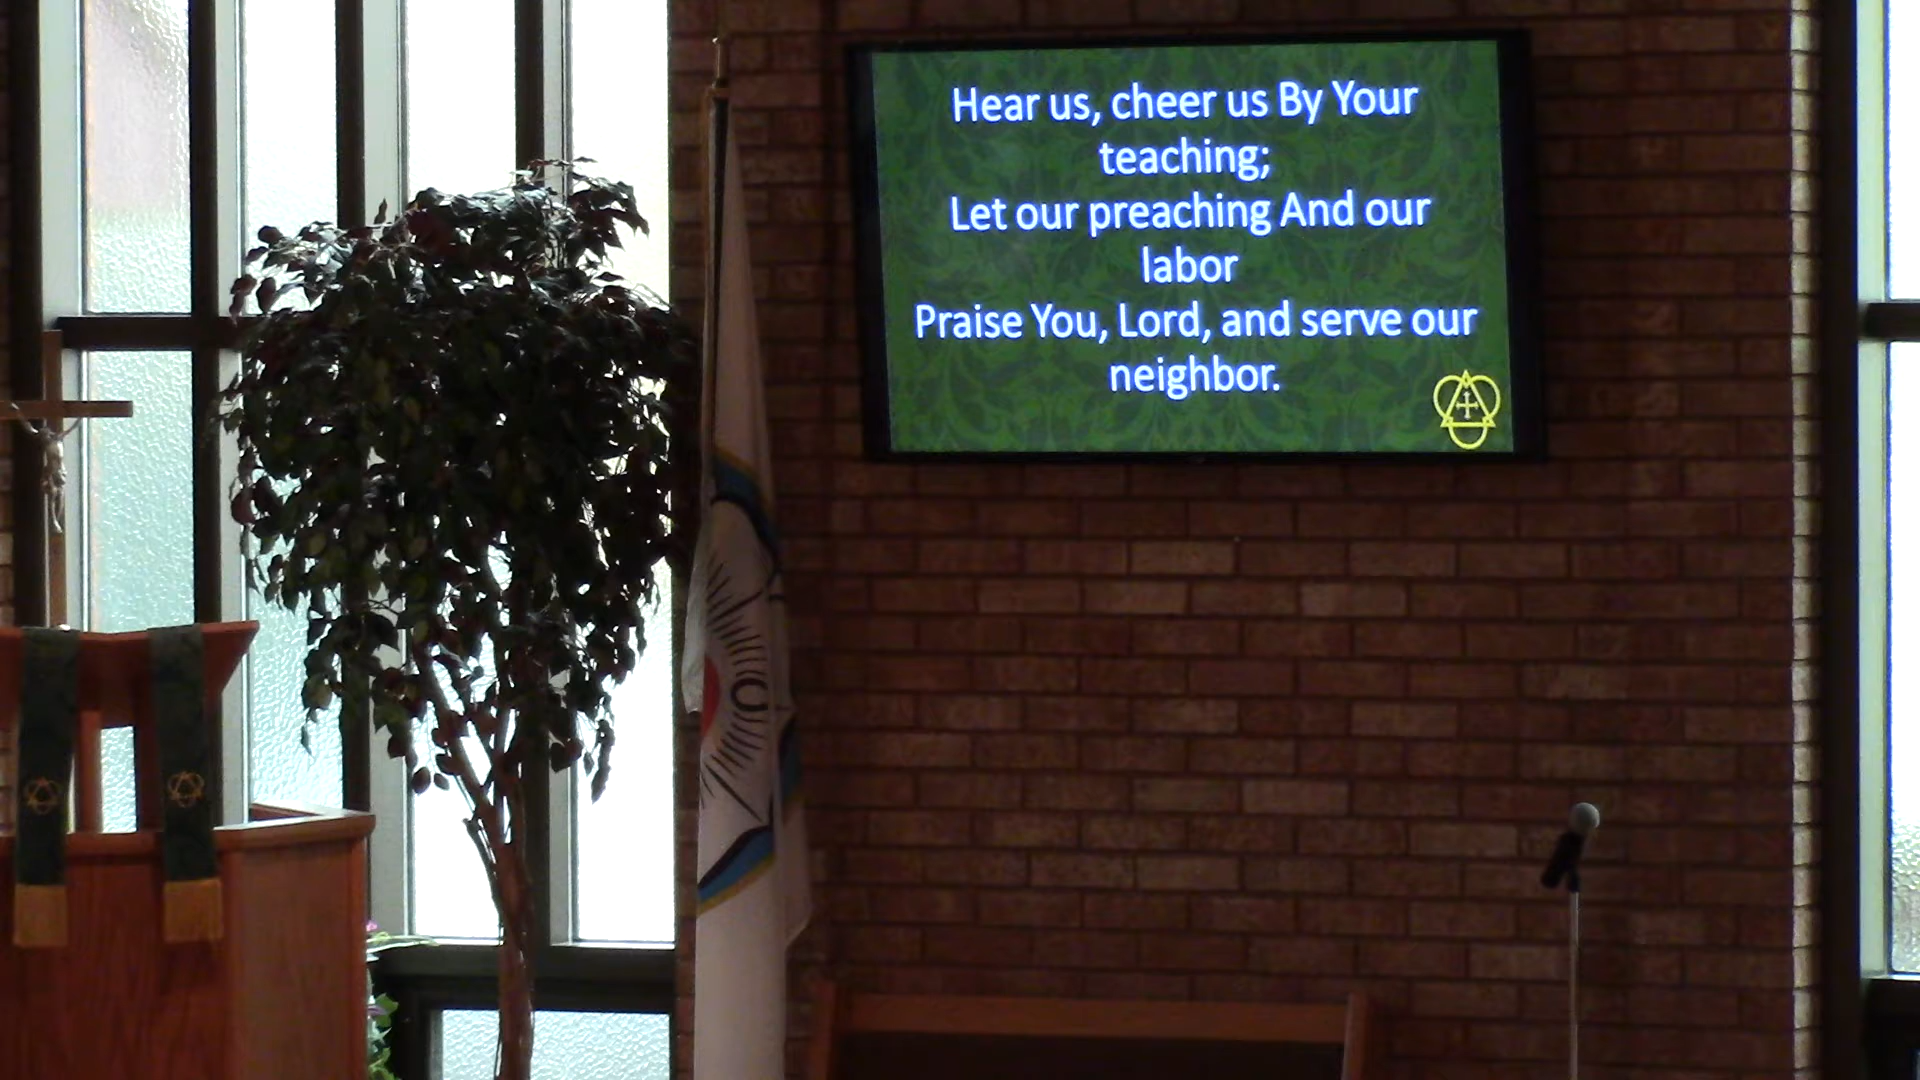 Hear us, cheer us By Your
teaching;
Let our preaching And our
labor
Praise You, Lord, and serve our
neighbor.